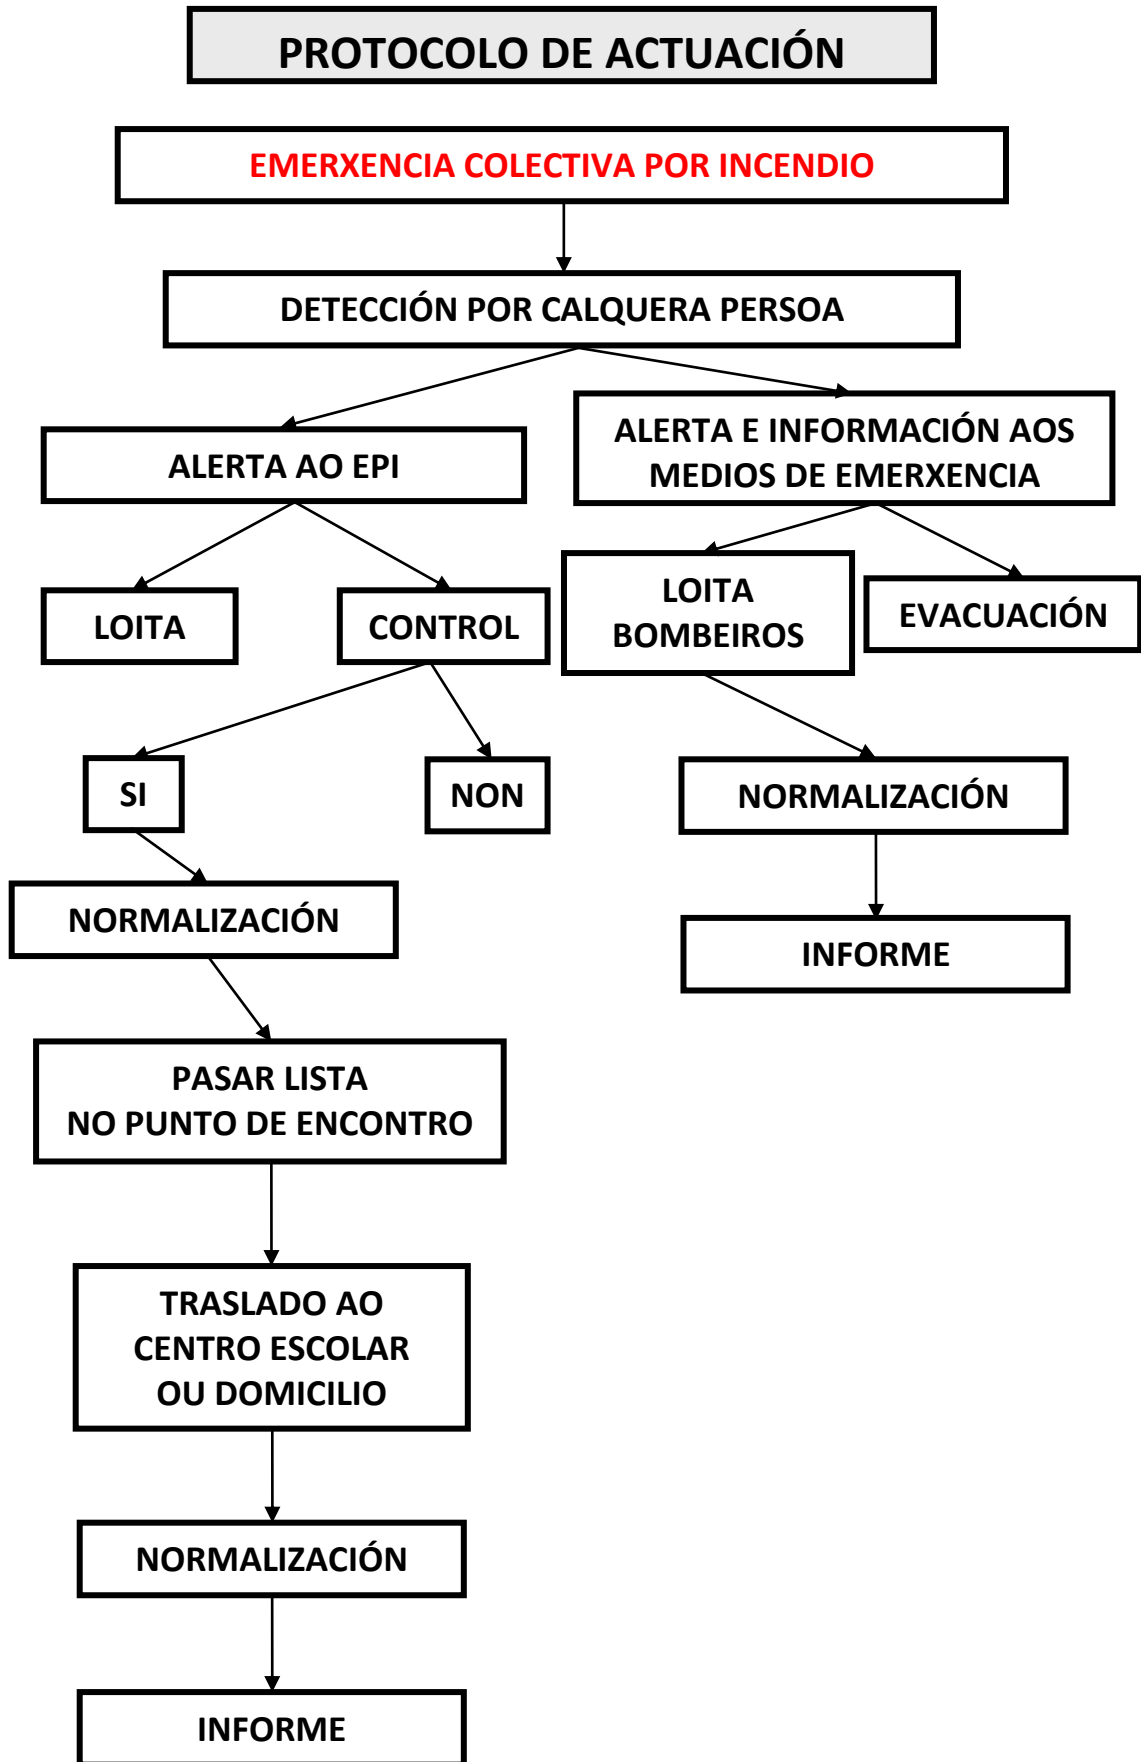 PROTOCOLO DE ACTUACIÓN
EMERXENCIA COLECTIVA POR INCENDIO
DETECCIÓN POR CALQUERA PERSOA
ALERTA AO EPI
ALERTA E INFORMACIÓN AOS
MEDIOS DE EMERXENCIA
LOITA
CONTROL
LOITA
BOMBEIROS
EVACUACIÓN
SI
NON
NORMALIZACIÓN
NORMALIZACIÓN
INFORME
PASAR LISTA
NO PUNTO DE ENCONTRO
TRASLADO AO
CENTRO ESCOLAR
OU DOMICILIO
NORMALIZACIÓN
INFORME